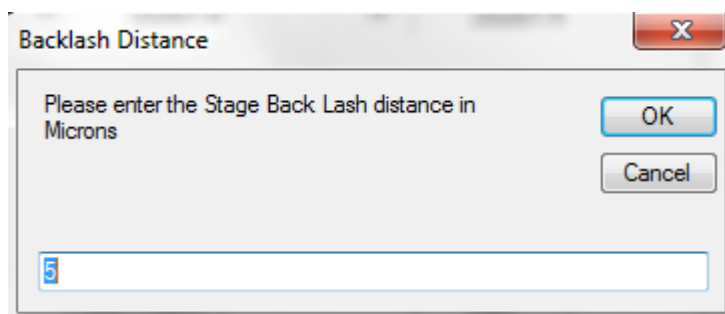 Backlash Distance
Please enter the Stage Back Lash distance in
Microns
OK
Cancel
5